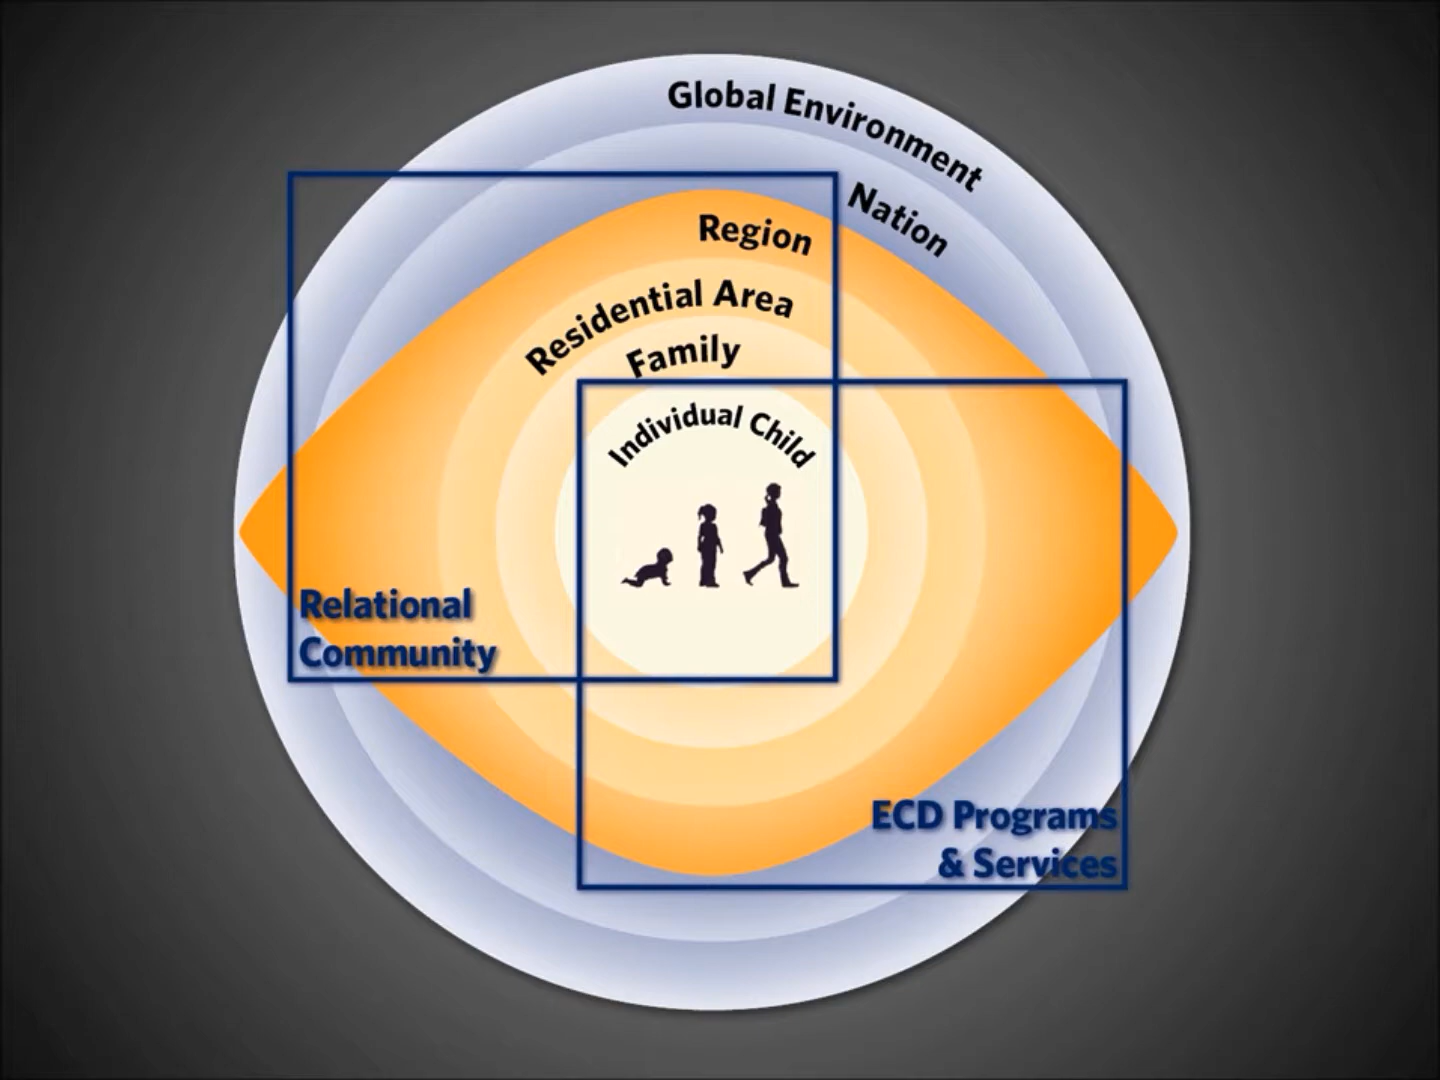 Global Environment
Nation
Region
Residential Area
Family
Individual Child
Relational
Community
ECD Programs
& Services